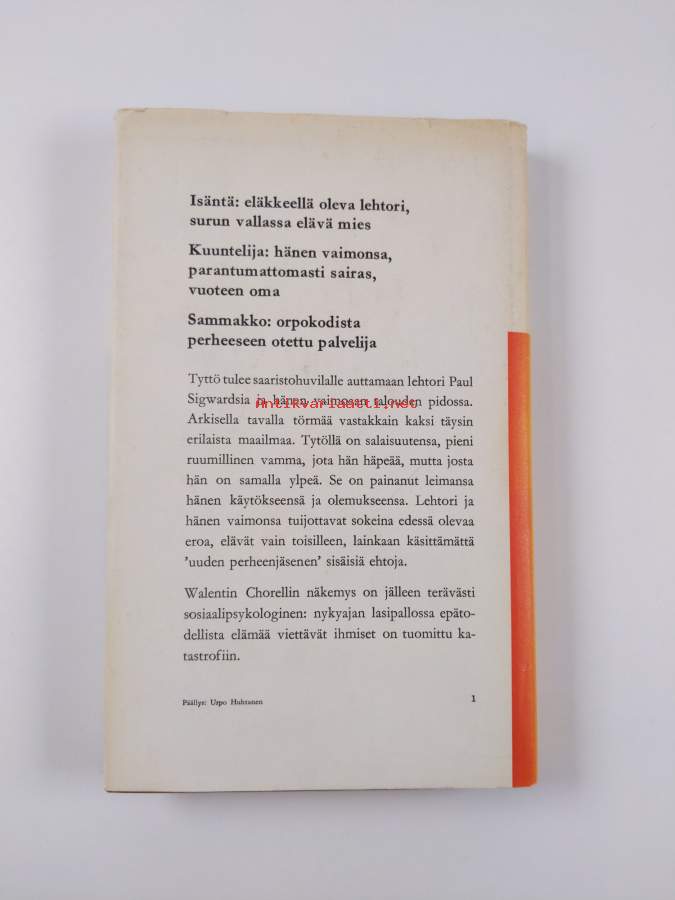 Isäntä: eläkkeellä oleva lehtori,
surun vallassa elävä mies
Kuuntelija: hänen vaimonsa,
parantumattomasti sairas,
vuoteen oma
Sammakko: orpokodista
perheeseen otettu palvelija
Tyttö tulee saaristohuvilalle auttamaan lehtori Paul
Sigwardsia ja hänen vaimoaan talouden pidossa.
antikvariaatti.net
Arkisella tavalla törmää vastakkain kaksi täysin
erilaista maailmaa. Tytöllä on salaisuutensa, pieni
ruumillinen vamma, jota hän häpeää, mutta josta
hän on samalla ylpeä. Se on painanut leimansa
hänen käytökseensä ja olemukseensa. Lehtori ja
hänen vaimonsa tuijottavat sokeina edessä olevaa
eroa, elävät vain toisilleen, lainkaan käsittämättä
'uuden perheenjäsenen' sisäisiä ehtoja.
Walentin Chorellin näkemys on jälleen terävästi
sosiaalipsykologinen: nykyajan lasipallossa epäto-
dellista elämää viettävät ihmiset on tuomittu ka-
tastrofiin.
Päällys: Urpo Huhtanen
1